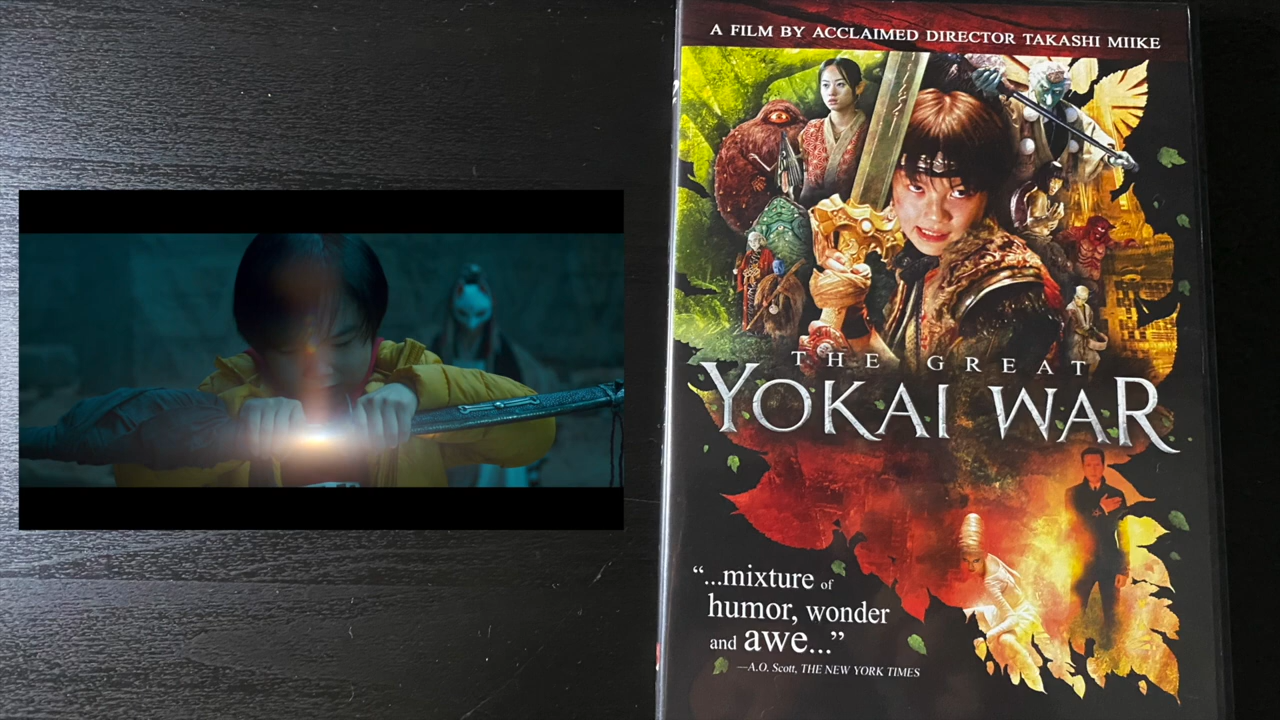 A FILM BY ACCLAIMED DIRECTOR TAKASHI MIIKE
THE GREAT
YOKAI WAR
“...mixture of
humor, wonder
and awe...”
—A.O. Scott, THE NEW YORK TIMES